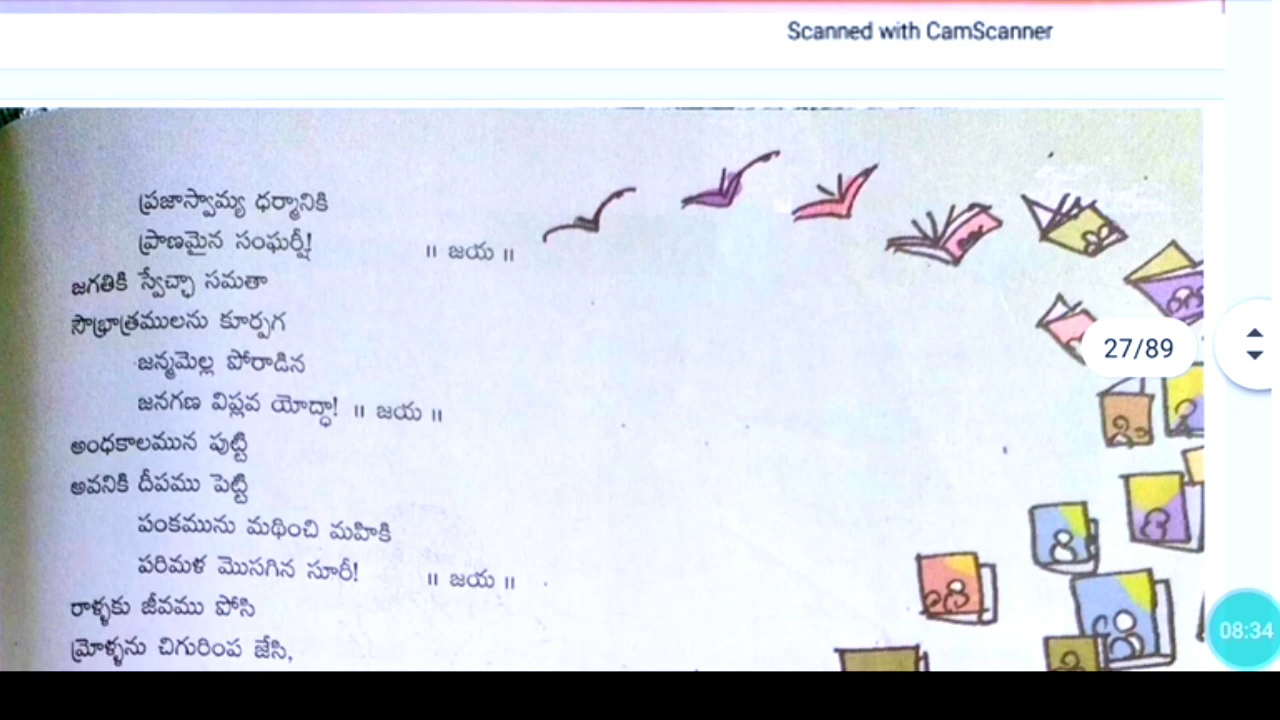 Scanned with CamScanner
ప్రజాస్వామ్య ధర్మానికి
ప్రాణమైన సంఘర్షీ! ॥ జయ ॥
జగతికి స్వేచ్ఛా సమతా
సౌభ్రాత్రములను కూర్పగ
జన్మమెల్ల పోరాడిన
జనగణ విప్లవ యోద్ధా! ॥ జయ ॥
27/89
అంధకాలమున పుట్టి
అవనికి దీపము పెట్టి
పంకమును మథించి మహికి
పరిమళ మొసగిన సూరీ! ॥ జయ ॥
రాళ్ళకు జీవము పోసి
08:34
మ్రోళ్ళను చిగురింప జేసి,